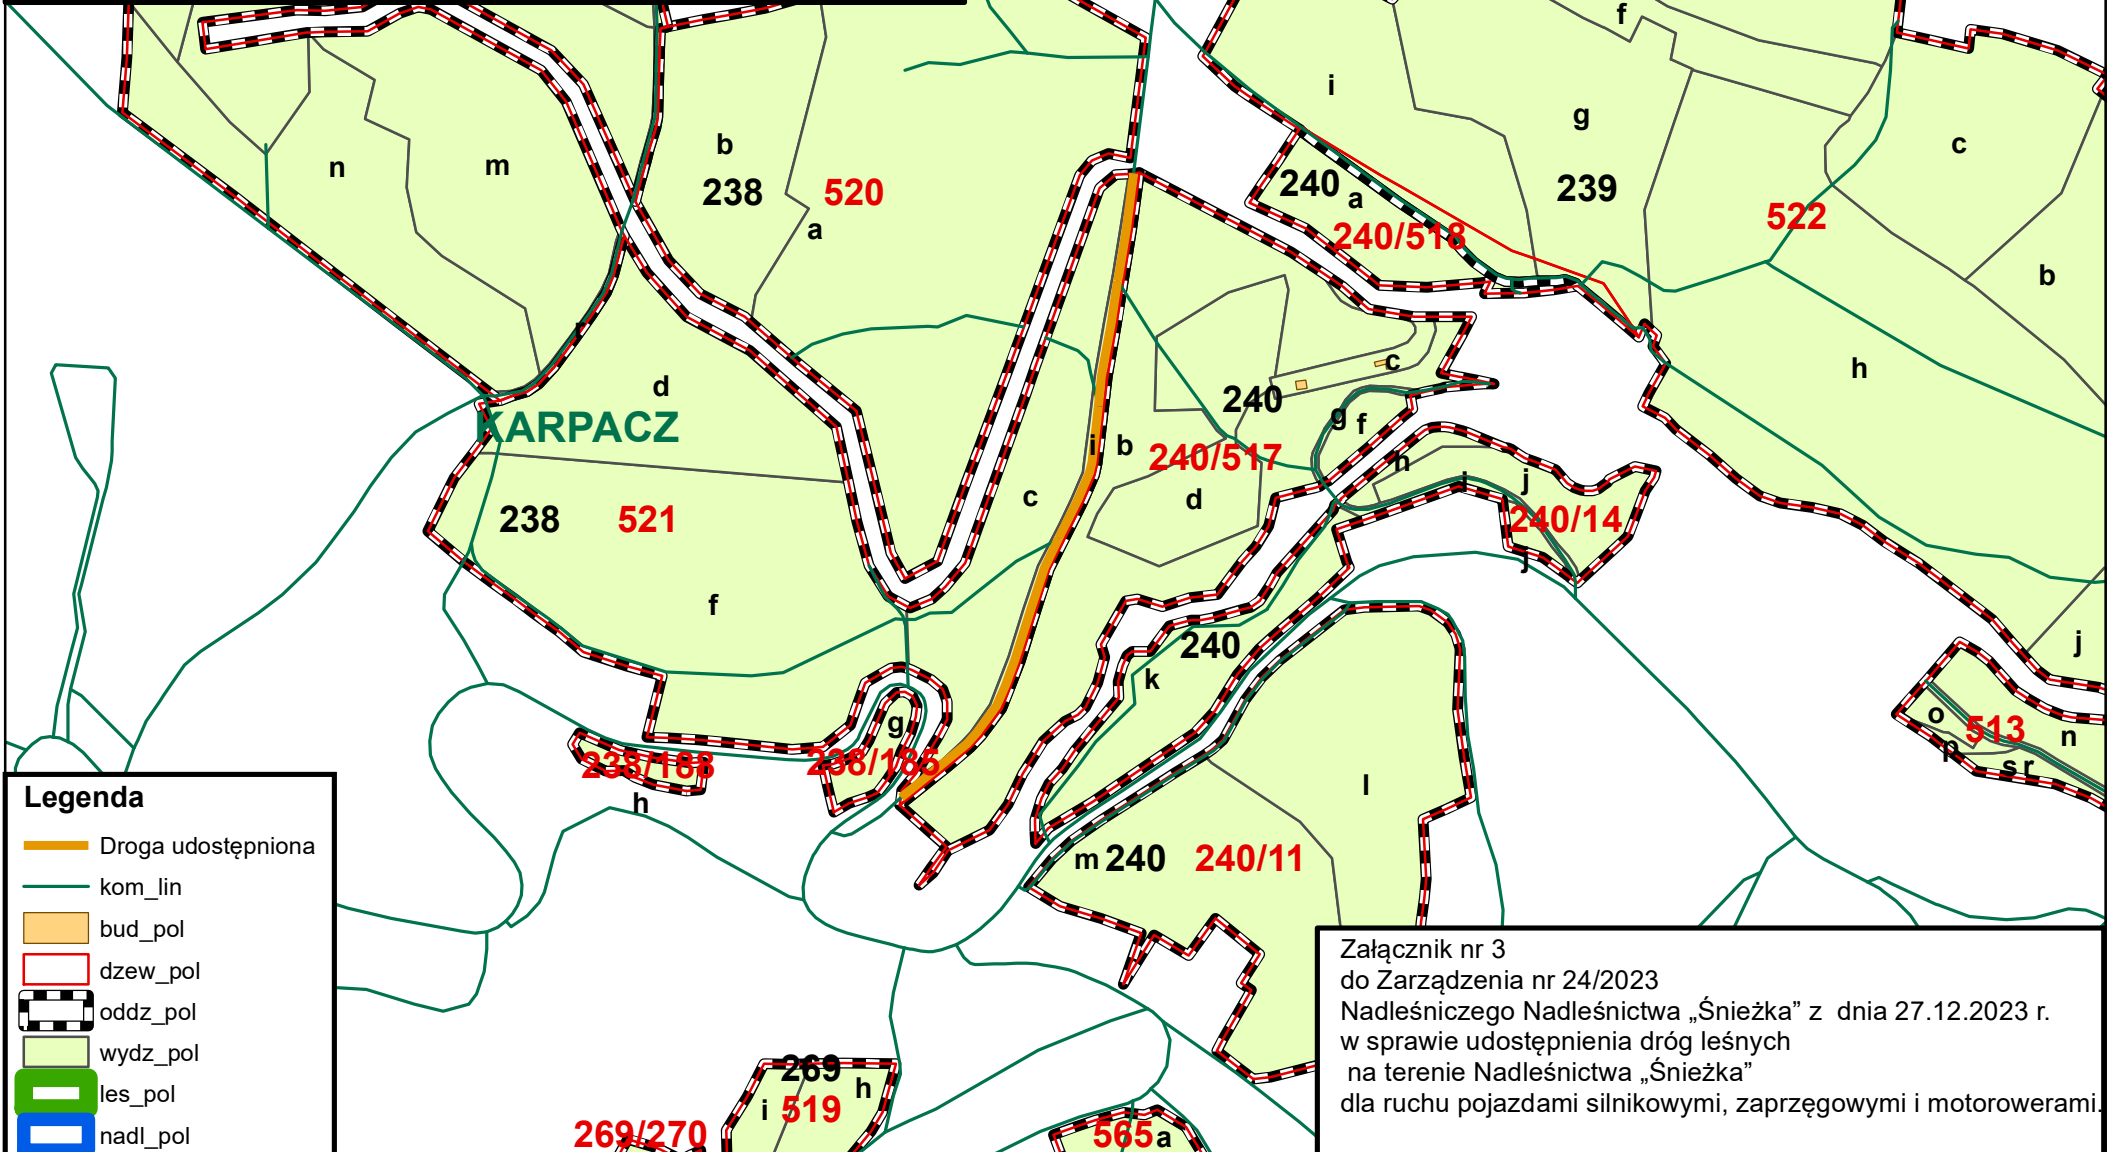 f
i
g
c
b
n
m
238
520
240
a
239
a
240/518
522
b
r
d
c
h
240
KARPACZ
g
f
i
b
240/517
h
c
d
i
j
238
521
240/14
j
f
240
j
k
g
o
513
n
p
s
r
238/188
238/185
h
l
m
240
240/11
Legenda
Droga udostępniona
kom_lin
bud_pol
dzew_pol
oddz_pol
wydz_pol
les_pol
nadl_pol
Załącznik nr 3
do Zarządzenia nr 24/2023
Nadleśniczego Nadleśnictwa „Śnieżka” z dnia 27.12.2023 r.
w sprawie udostępnienia dróg leśnych
na terenie Nadleśnictwa „Śnieżka”
dla ruchu pojazdami silnikowymi, zaprzęgowymi i motorowerami.
269
h
i
519
269/270
565
a